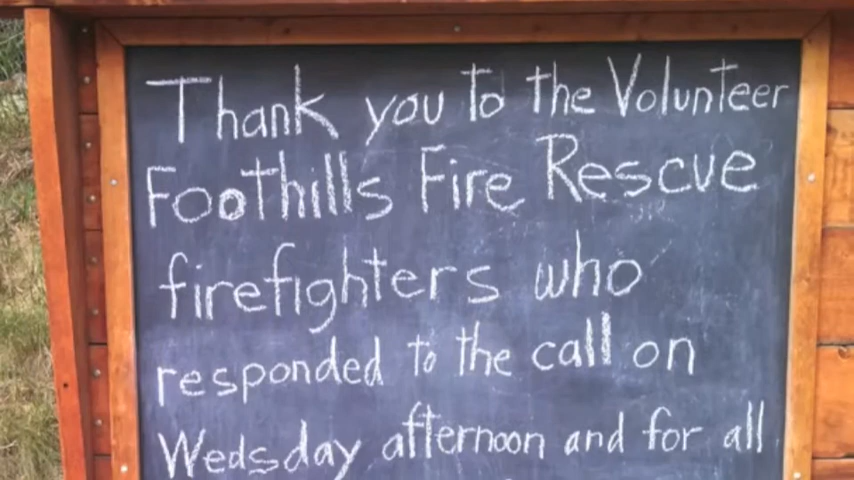 Thank you to the Volunteer
Foothills Fire Rescue
firefighters who
responded to the call on
Wedsday afternoon and for all